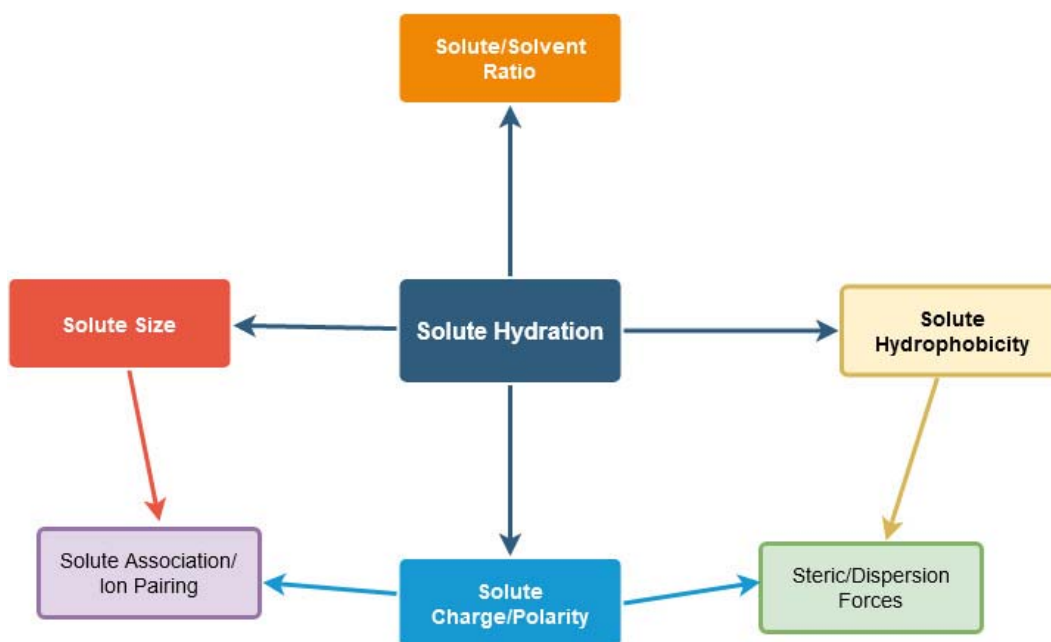 Solute/Solvent
Ratio
Solute Size
Solute Hydration
Solute
Hydrophobicity
Solute Association/
Ion Pairing
Solute
Charge/Polarity
Steric/Dispersion
Forces